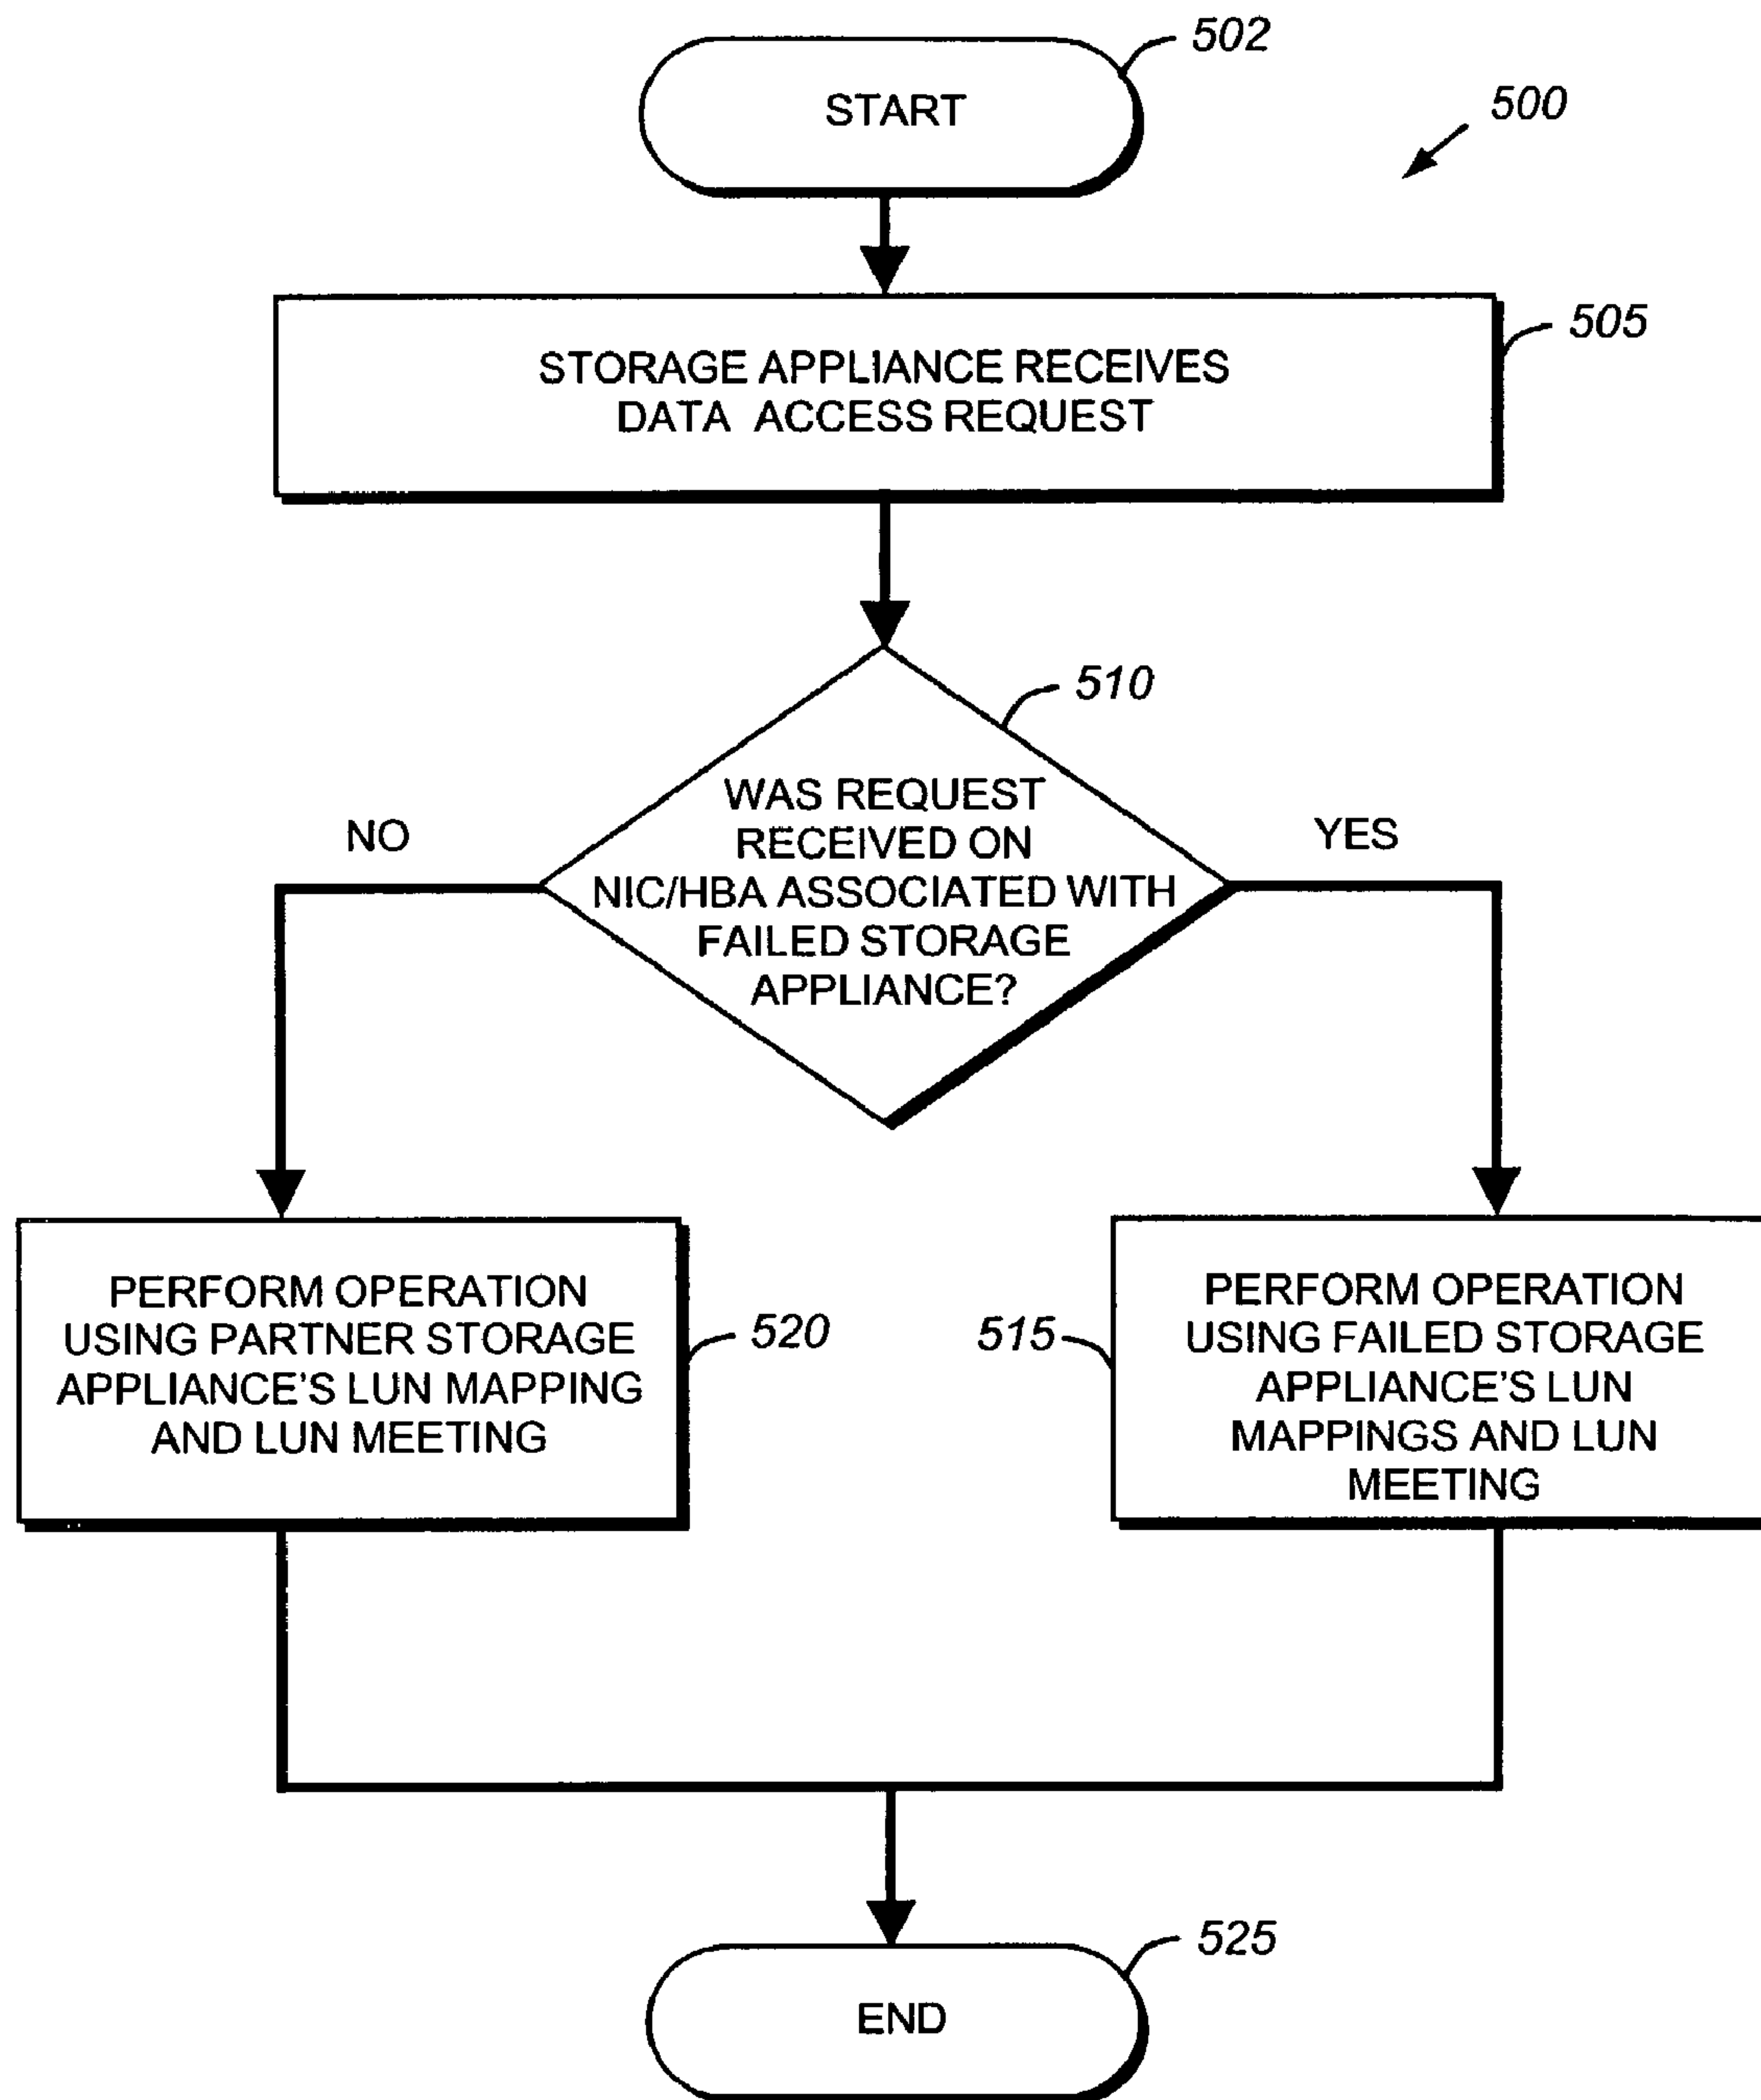 502
START
500
505
STORAGE APPLIANCE RECEIVES
DATA ACCESS REQUEST
510
WAS REQUEST
RECEIVED ON
NIC/HBA ASSOCIATED WITH
FAILED STORAGE
APPLIANCE?
NO
YES
PERFORM OPERATION
USING PARTNER STORAGE
APPLIANCE'S LUN MAPPING
AND LUN MEETING
520
515
PERFORM OPERATION
USING FAILED STORAGE
APPLIANCE'S LUN
MAPPINGS AND LUN
MEETING
525
END